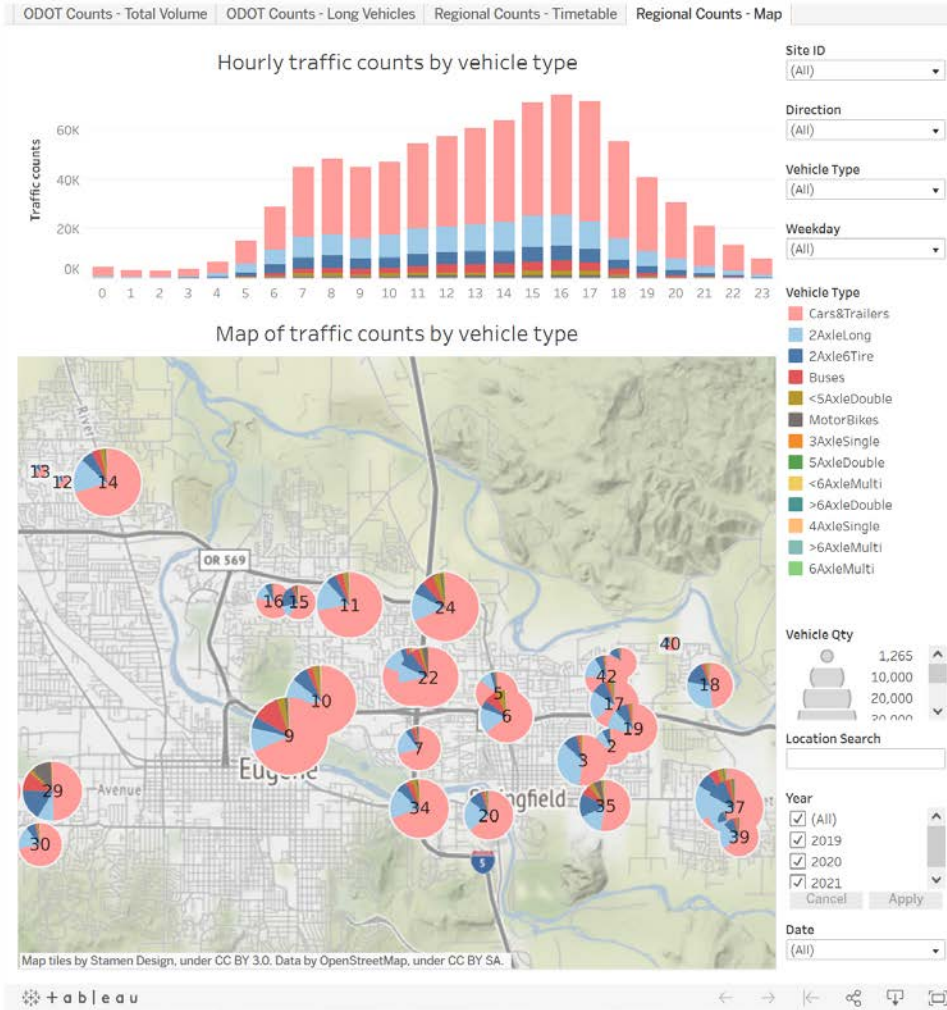 ODOT Counts - Total Volume
ODOT Counts - Long Vehicles
Regional Counts - Timetable
Regional Counts - Map
Hourly traffic counts by vehicle type
Traffic counts
60K
40K
20K
0K
0 1 2 3 4 5 6 7 8 9 10 11 12 13 14 15 16 17 18 19 20 21 22 23
Map of traffic counts by vehicle type
River
13
12
14
OR 569
16
15
11
24
40
22
42
18
5
10
17
6
19
9
7
2
3
Eugene
29
Avenue
37
34
20
35
39
30
5
Map tiles by Stamen Design, under CC BY 3.0. Data by OpenStreetMap, under CC BY SA.
Site ID
(All)
Direction
(All)
Vehicle Type
(All)
Weekday
(All)
Vehicle Type
Cars&Trailers
2AxleLong
2Axle6Tire
Buses
<5AxleDouble
MotorBikes
3AxleSingle
5AxleDouble
<6AxleMulti
>6AxleDouble
4AxleSingle
>6AxleMulti
6AxleMulti
Vehicle Qty
1,265
10,000
20,000
Location Search
Year
(All)
2019
2020
2021
Cancel
Apply
Date
(All)
+ a b | e a u